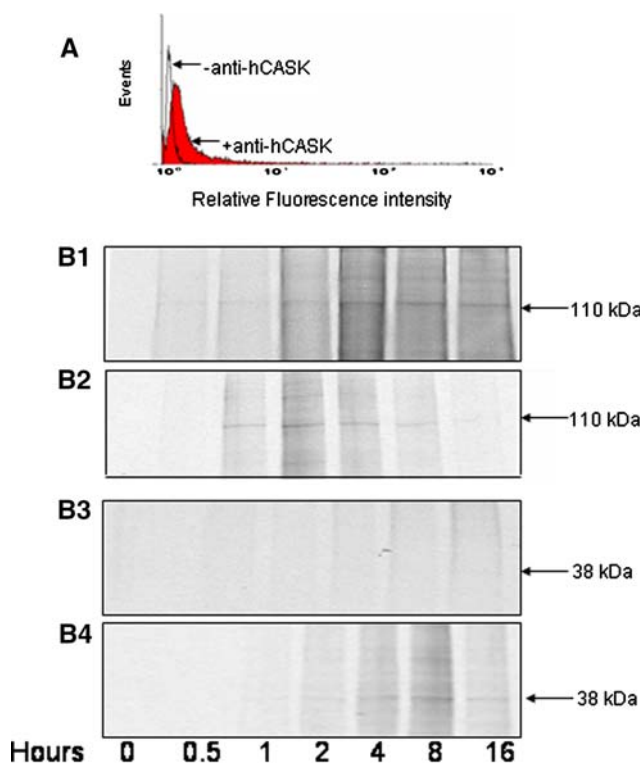 A
Events
-anti-hCASK
+anti-hCASK
Relative Fluorescence intensity
B1
110 kDa
B2
110 kDa
B3
38 kDa
B4
38 kDa
Hours 0 0.5 1 2 4 8 16